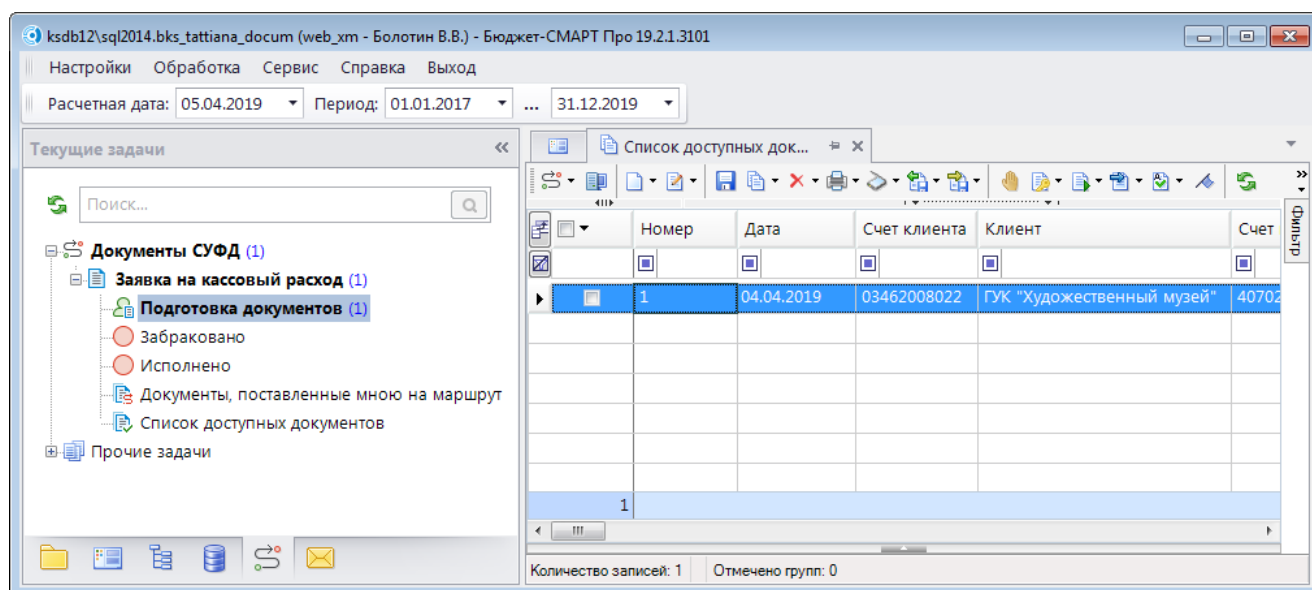 ksdb12\sql2014.bks_tattiana_docum (web_xm - Болотин В.В.) - Бюджет-СМАРТ Про 19.2.1.3101
Настройки Обработка Сервис Справка Выход
Расчетная дата: 05.04.2019 Период: 01.01.2017 ... 31.12.2019
Текущие задачи
Поиск...
Документы СУФД (1)
Заявка на кассовый расход (1)
Подготовка документов (1)
Забраковано
Исполнено
Документы, поставленные мною на маршрут
Список доступных документов
Прочие задачи
Список доступных док...
Фильтр
Номер Дата Счет клиента Клиент Счет
1 04.04.2019 03462008022 ГУК "Художественный музей" 40702
1
Количество записей: 1 Отмечено групп: 0